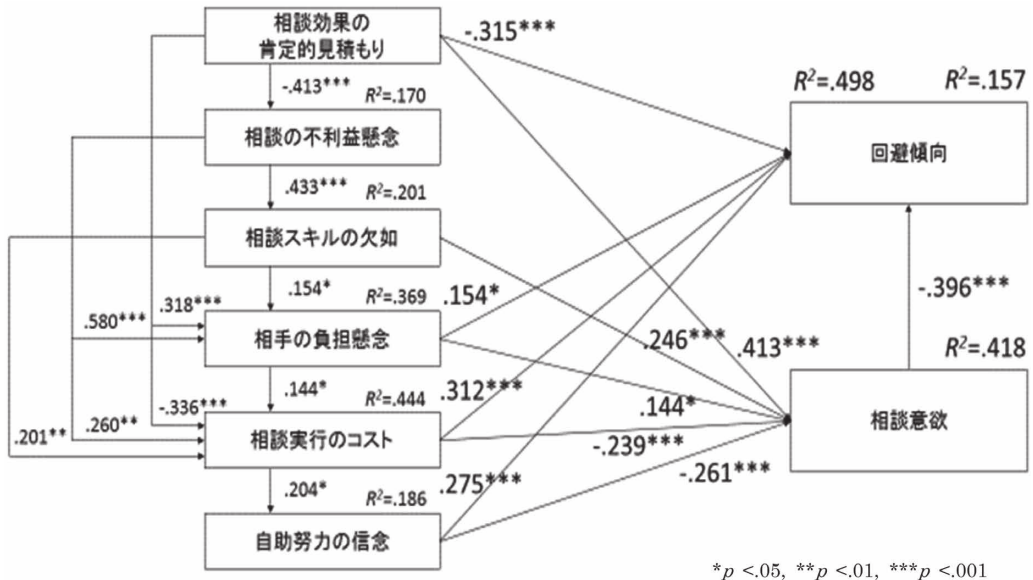 相談効果の
肯定的見積もり
-.315***
-.413***
R²=.170
R²=.498
R²=.157
相談の不利益懸念
回避傾向
.433***
R²=.201
相談スキルの欠如
.154*
R²=.369
.154*
-.396***
.318***
.580***
相手の負担懸念
.246***
.413***
R²=.418
.144*
R²=.444
.312***
.144*
相談意欲
-.336***
.260**
.201**
相談実行のコスト
-.239***
-.261***
.204*
R²=.186
.275***
自助努力の信念
*p <.05, **p <.01, ***p <.001